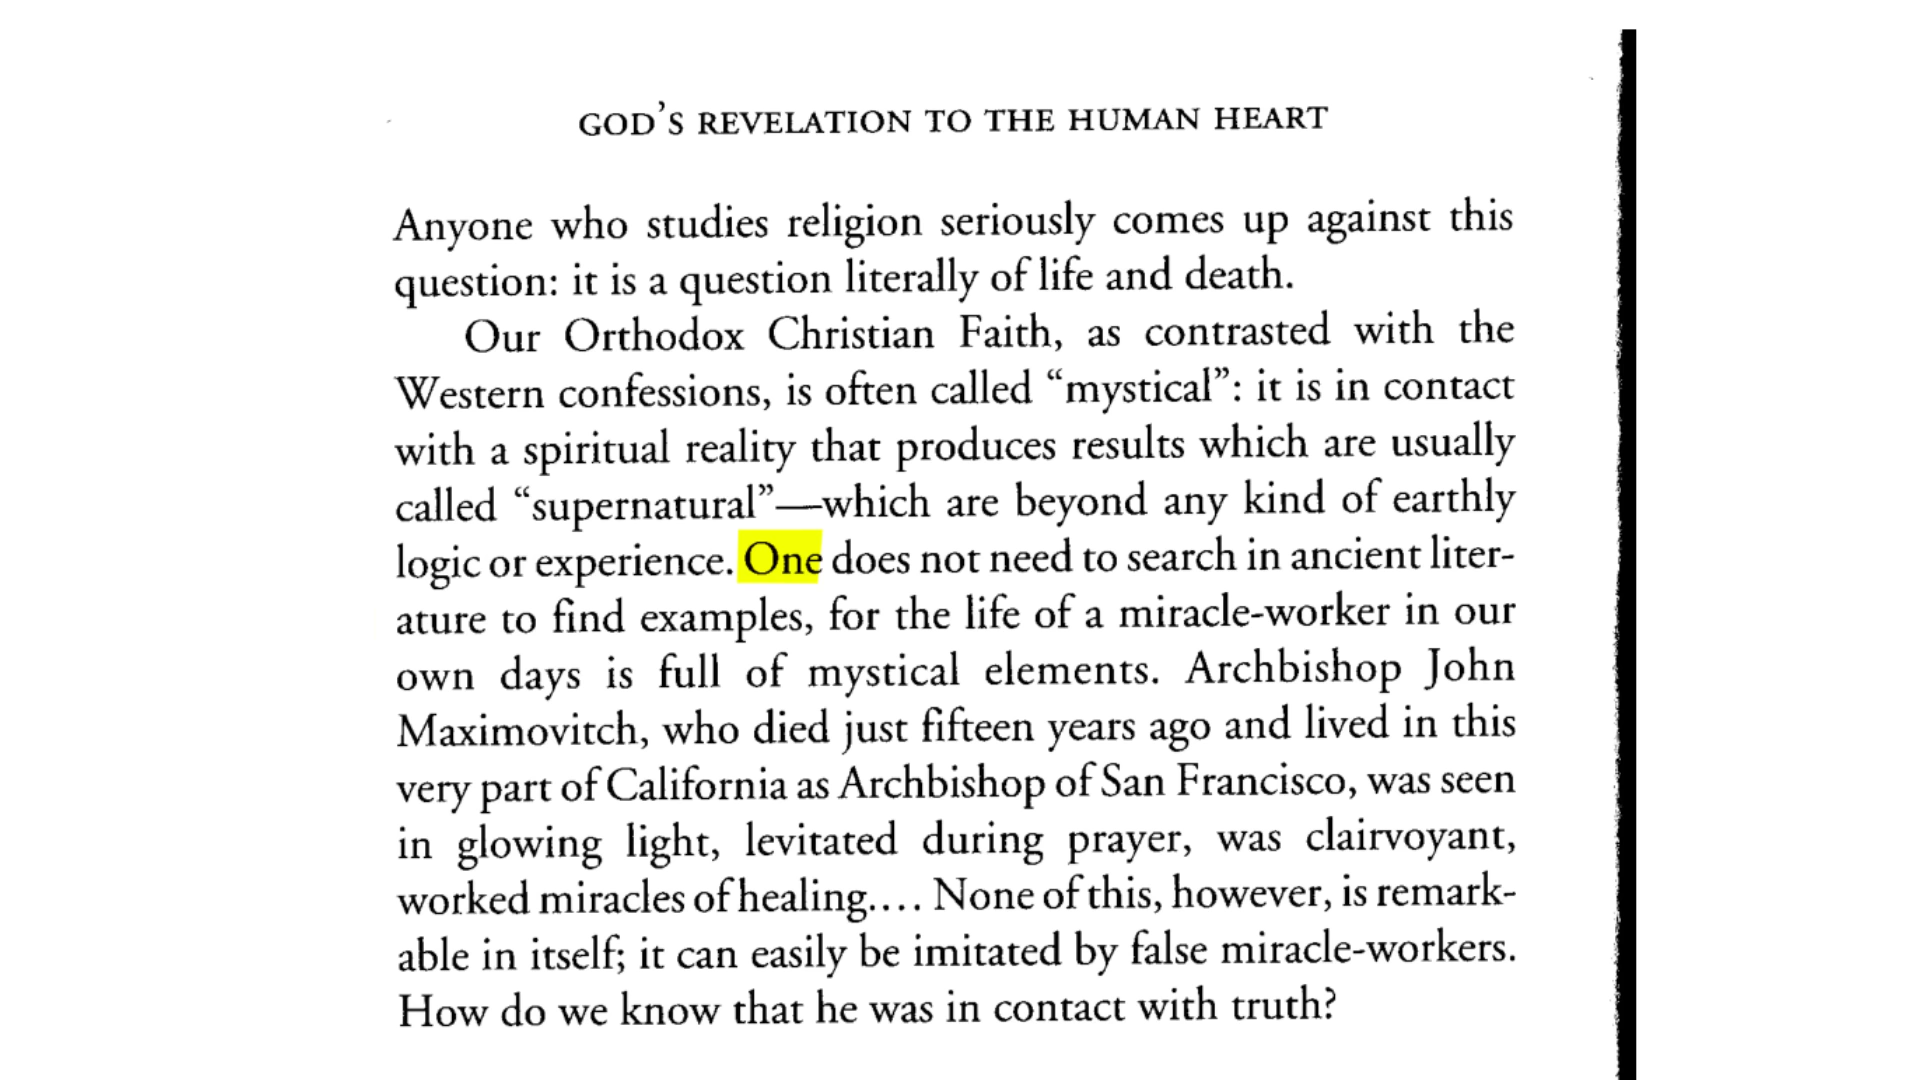 GOD'S REVELATION TO THE HUMAN HEART
Anyone who studies religion seriously comes up against this
question: it is a question literally of life and death.
Our Orthodox Christian Faith, as contrasted with the
Western confessions, is often called “mystical”: it is in contact
with a spiritual reality that produces results which are usually
called “supernatural”—which are beyond any kind of earthly
logic or experience. One does not need to search in ancient liter-
ature to find examples, for the life of a miracle-worker in our
own days is full of mystical elements. Archbishop John
Maximovitch, who died just fifteen years ago and lived in this
very part of California as Archbishop of San Francisco, was seen
in glowing light, levitated during prayer, was clairvoyant,
worked miracles of healing.... None of this, however, is remark-
able in itself; it can easily be imitated by false miracle-workers.
How do we know that he was in contact with truth?